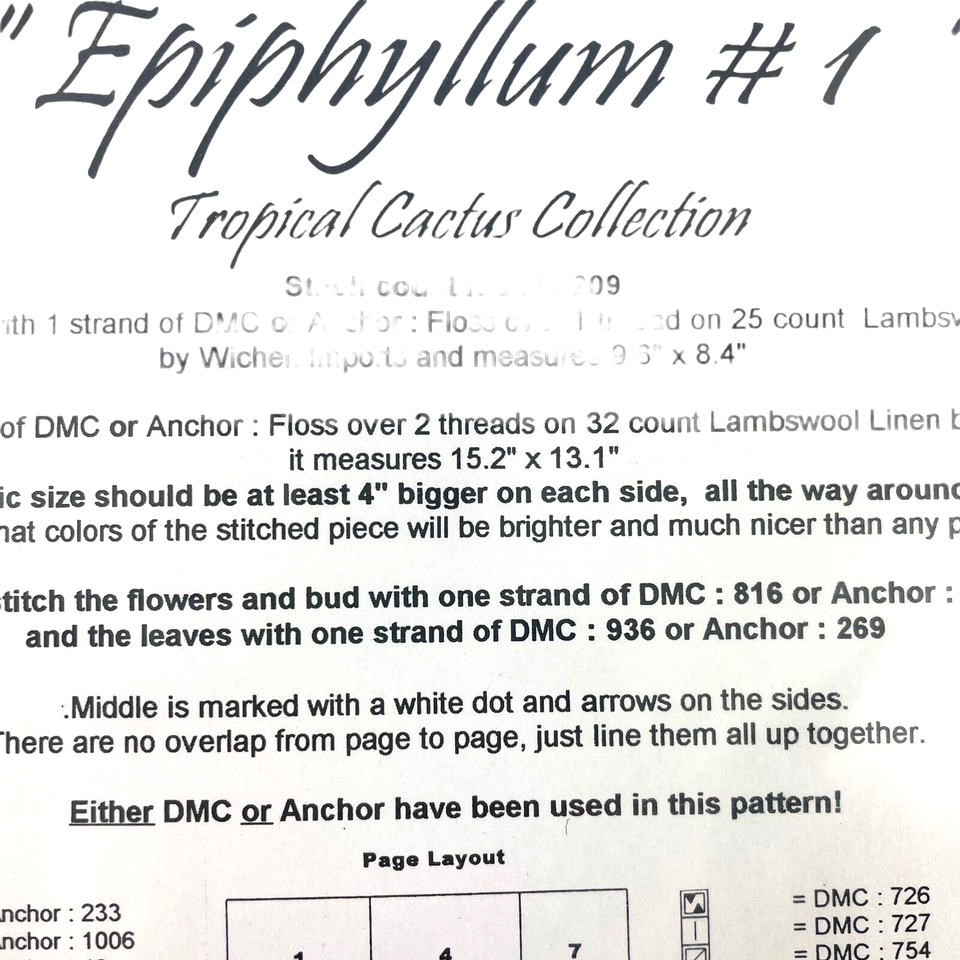 " Epiphyllum # 1 "
Tropical Cactus Collection
209
1 strand of DMC or Anchor : Floss on 25 count
by and measures x 8.4"
of DMC or Anchor : Floss over 2 threads on 32 count Lambswool Linen
it measures 15.2" x 13.1"
size should be at least 4" bigger on each side, all the way around
colors of the stitched piece will be brighter and much nicer than any
stitch the flowers and bud with one strand of DMC : 816 or Anchor :
and the leaves with one strand of DMC : 936 or Anchor : 269
.Middle is marked with a white dot and arrows on the sides.
There are no overlap from page to page, just line them all up together.
Either DMC or Anchor have been used in this pattern!
Page Layout
Anchor : 233
Anchor : 1006
1 4 7
= DMC : 726
= DMC : 727
= DMC : 754